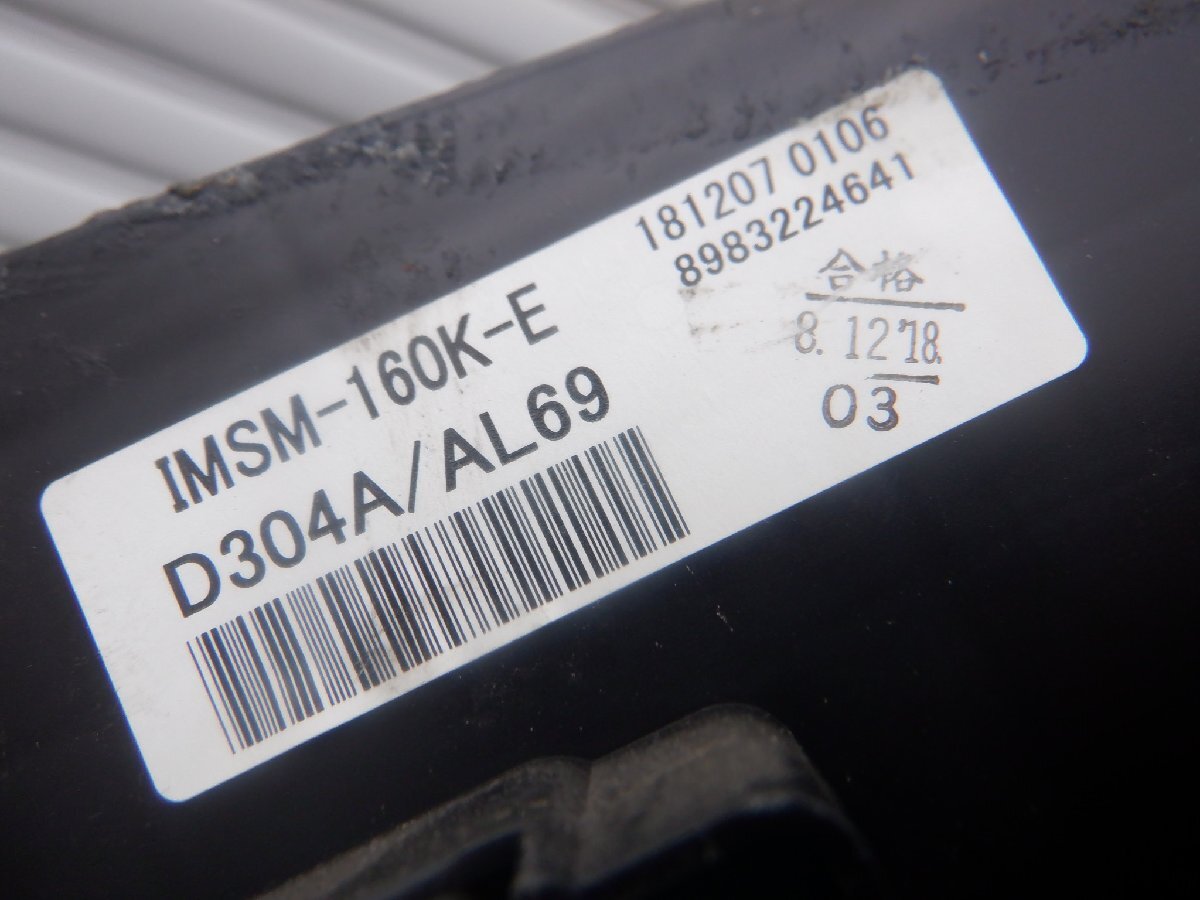 181207 0106
8983224641
IMSM-160K-E
D304A/AL69
合格
8.12'18.
03